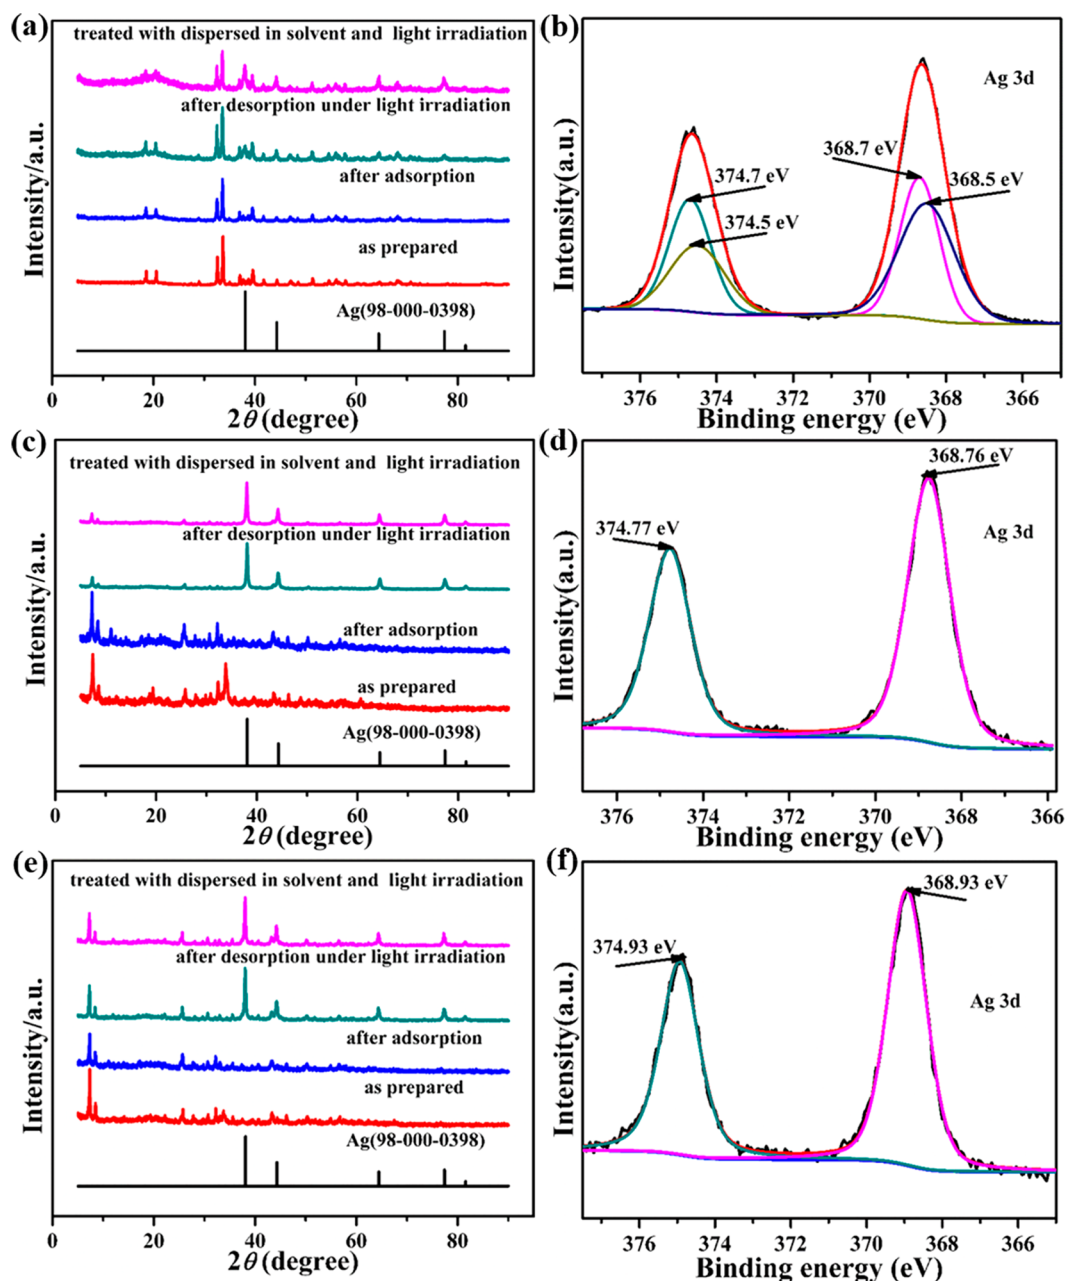 (a)
treated with dispersed in solvent and light irradiation
after desorption under light irradiation
after adsorption
as prepared
Ag(98-000-0398)
Intensity/a.u.
0 20 40 60 80
2θ (degree)
(b)
Ag 3d
368.7 eV
374.7 eV
368.5 eV
374.5 eV
Intensity(a.u.)
376 374 372 370 368 366
Binding energy (eV)
(c)
treated with dispersed in solvent and light irradiation
after desorption under light irradiation
after adsorption
as prepared
Ag(98-000-0398)
Intensity/a.u.
0 20 40 60 80
2θ (degree)
(d)
368.76 eV
374.77 eV
Ag 3d
Intensity(a.u.)
376 374 372 370 368 366
Binding energy (eV)
(e)
treated with dispersed in solvent and light irradiation
after desorption under light irradiation
after adsorption
as prepared
Ag(98-000-0398)
Intensity/a.u.
0 20 40 60 80
2θ (degree)
(f)
368.93 eV
374.93 eV
Ag 3d
Intensity(a.u.)
376 374 372 370 368 366
Binding energy (eV)